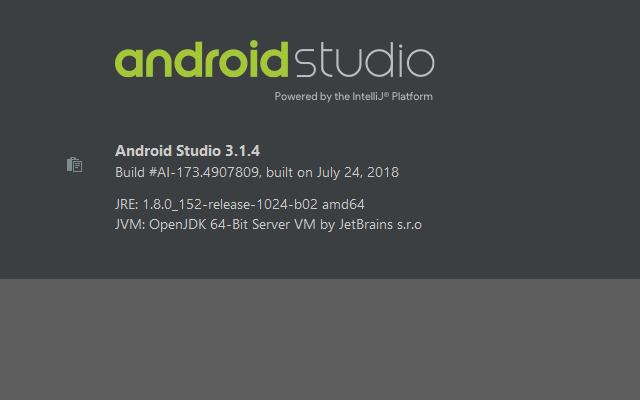 androidstudio
Powered by the IntelliJ® Platform
Android Studio 3.1.4
Build #AI-173.4907809, built on July 24, 2018
JRE: 1.8.0_152-release-1024-b02 amd64
JVM: OpenJDK 64-Bit Server VM by JetBrains s.r.o